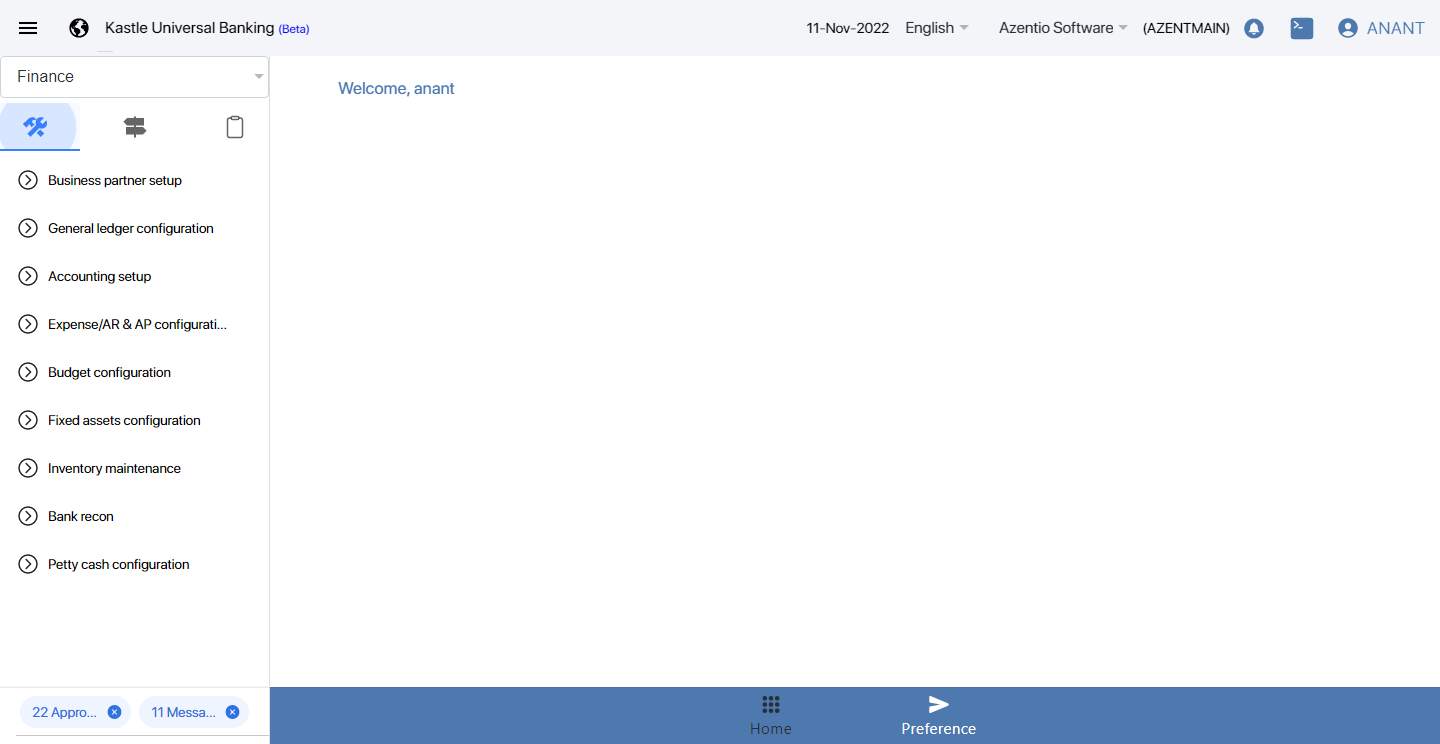 Kastle Universal Banking (Beta)
11-Nov-2022
English
Azentio Software
(AZENTMAIN)
ANANT
Finance
Welcome, anant
Business partner setup
General ledger configuration
Accounting setup
Expense/AR & AP configurati...
Budget configuration
Fixed assets configuration
Inventory maintenance
Bank recon
Petty cash configuration
22 Appro...
11 Messa...
Home
Preference